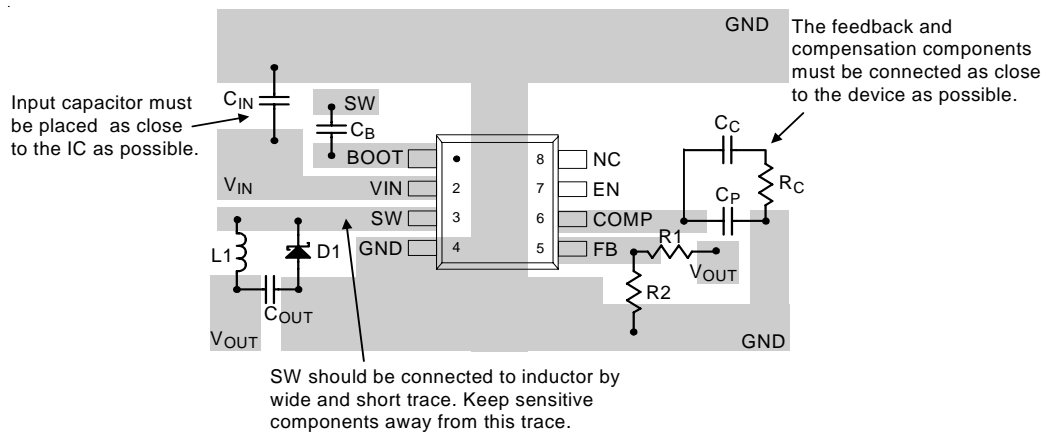 GND
The feedback and
compensation components
must be connected as close
to the device as possible.
Input capacitor must
be placed as close
to the IC as possible.
CIN
SW
CB
BOOT
8
NC
CC
RC
VIN
VIN
2
7
EN
CP
SW
3
6
COMP
GND
4
5
FB
R1
L1
D1
VOUT
R2
COUT
VOUT
GND
SW should be connected to inductor by
wide and short trace. Keep sensitive
components away from this trace.